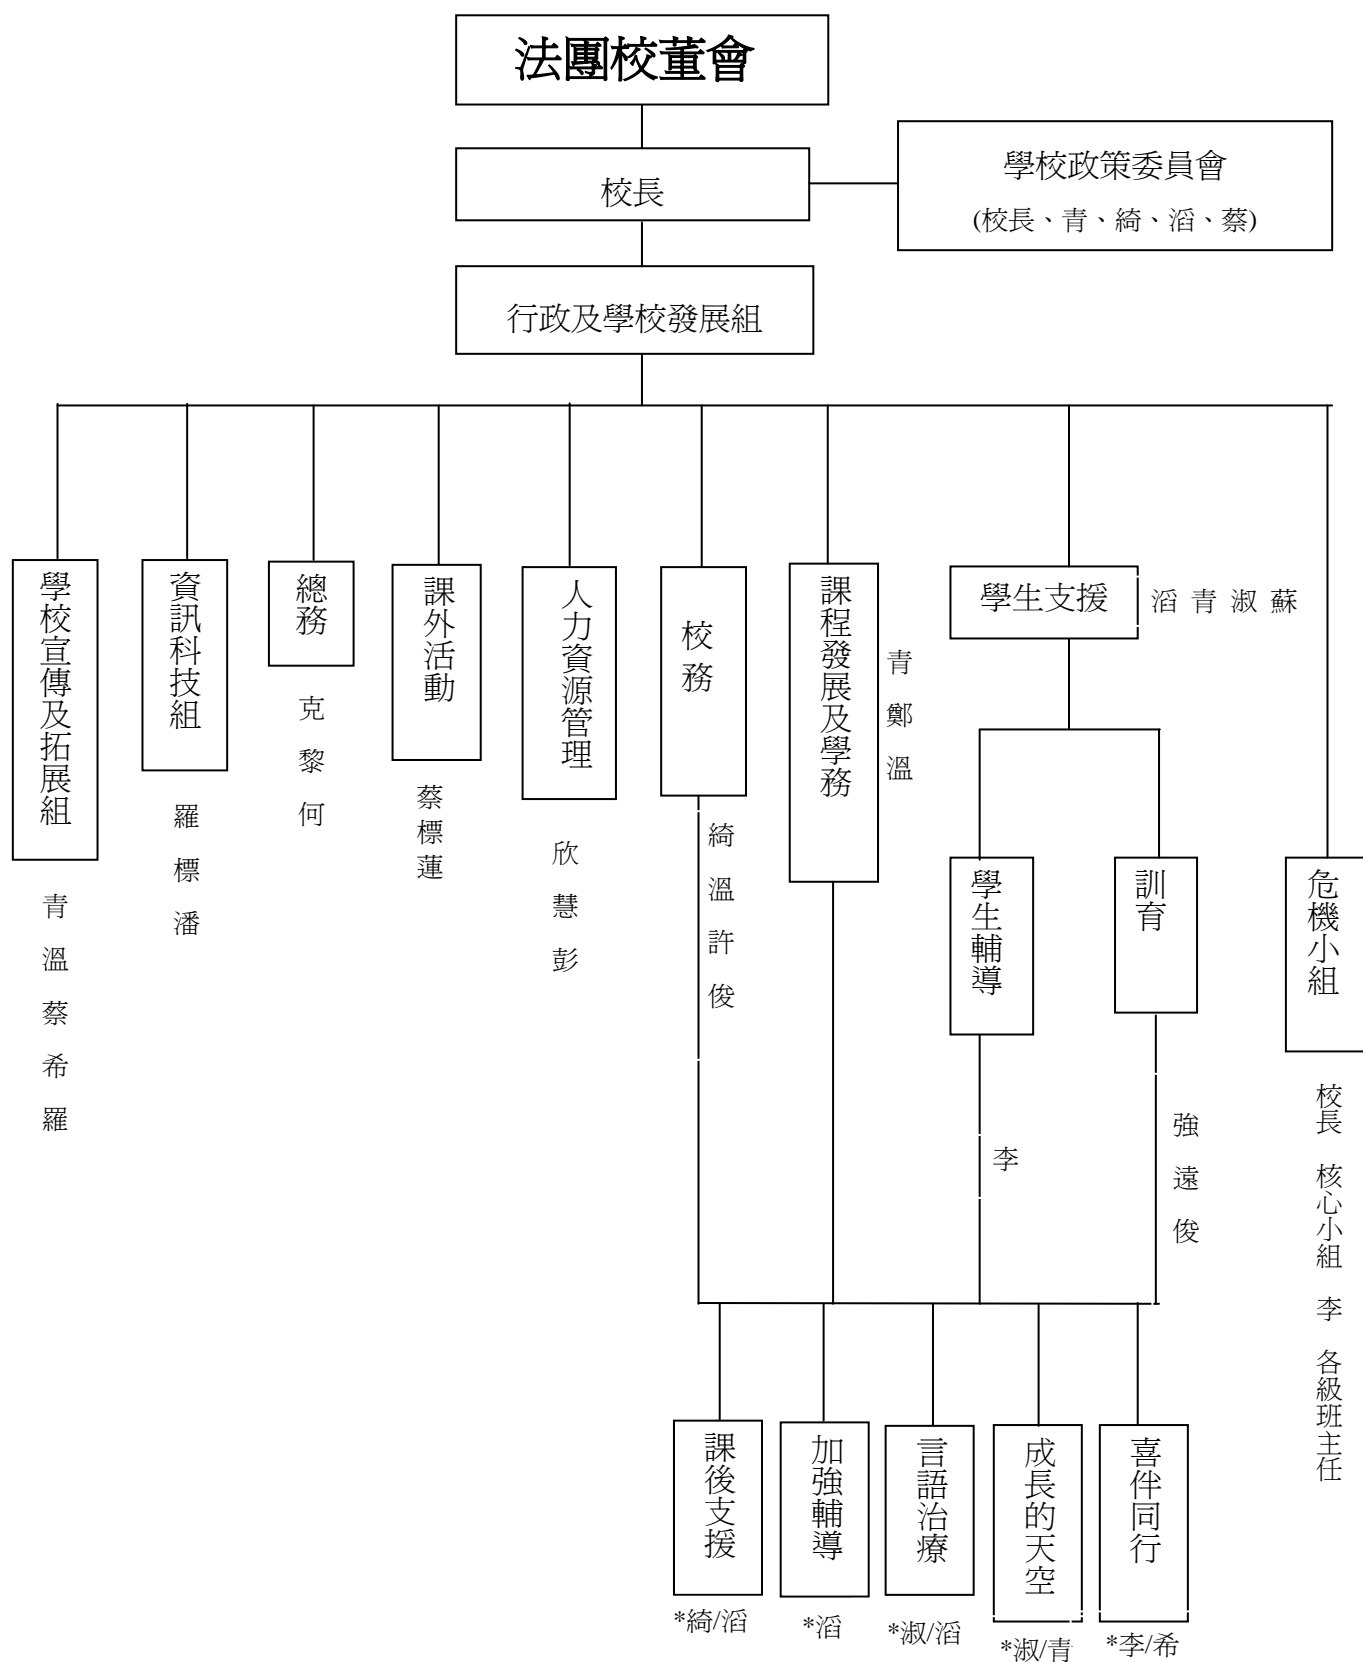 法團校董會
校長
學校政策委員會
(校長、青、綺、滔、蔡)
行政及學校發展組
學校宣傳及拓展組
青溫蔡希羅
資訊科技組
羅標潘
總務
克黎何
課外活動
蔡標蓮
人力資源管理
欣慧彭
校務
綺溫許俊
課程發展及學務
青鄭溫
學生支援
滔青淑蘇
學生輔導
李
訓育
強遠俊
危機小組
校長 核心小組 李 各級班主任
課後支援
*綺/滔
加強輔導
*滔
言語治療
*淑/滔
成長的天空
*淑/青
喜伴同行
*李/希